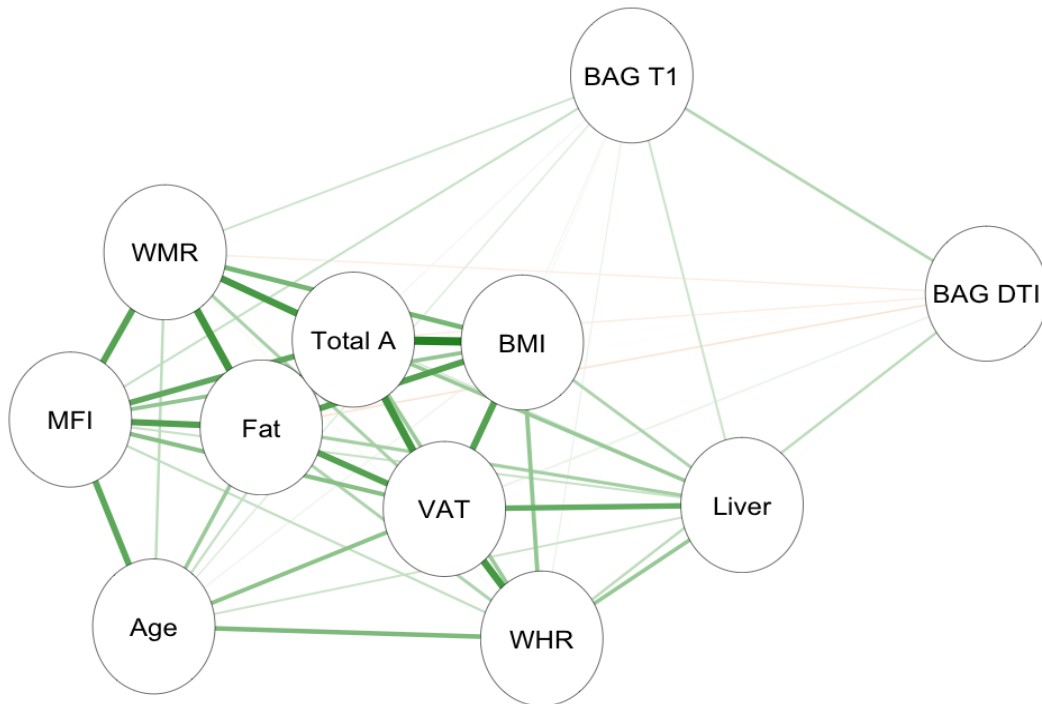 BAG T1
WMR
BAG DTI
Total A
BMI
MFI
Fat
VAT
Liver
Age
WHR